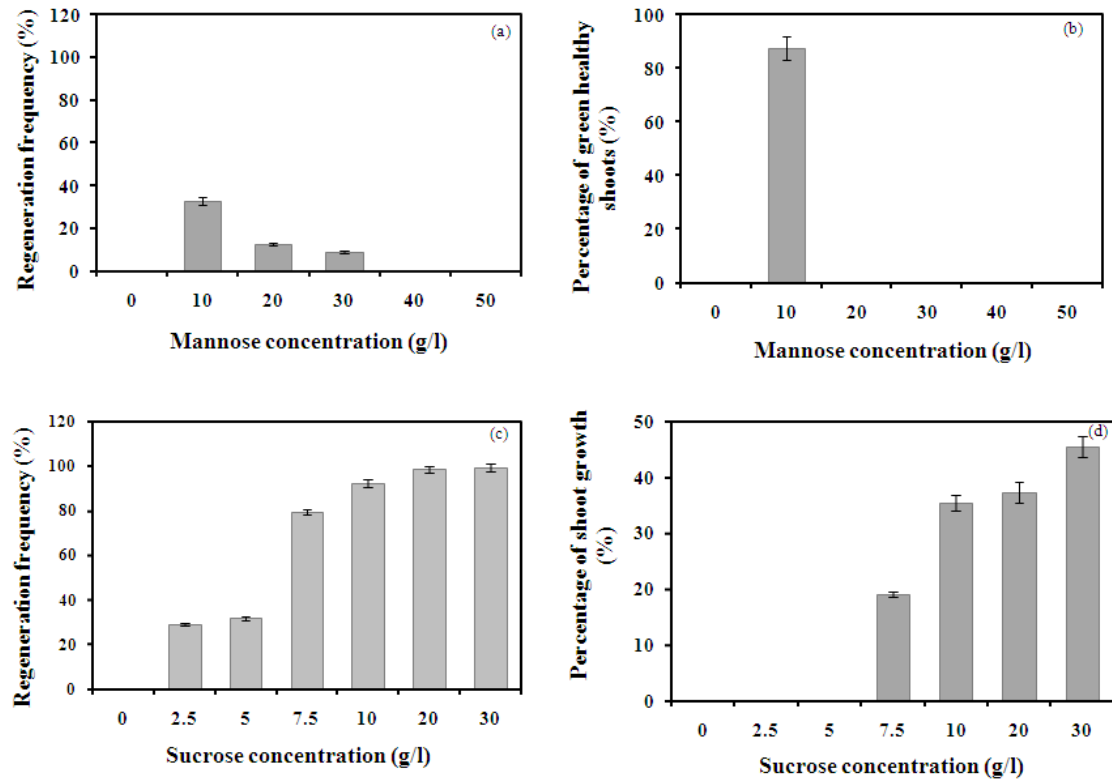 120
100
80
60
40
20
0
Regeneration frequency (%)
(a)
0 10 20 30 40 50
Mannose concentration (g/l)
100
80
60
40
20
0
Percentage of green healthy
shoots (%)
(b)
0 10 20 30 40 50
Mannose concentration (g/l)
120
100
80
60
40
20
0
Regeneration frequency (%)
(c)
0 2.5 5 7.5 10 20 30
Sucrose concentration (g/l)
50
40
30
20
10
0
Percentage of shoot growth
(%)
(d)
0 2.5 5 7.5 10 20 30
Sucrose concentration (g/l)